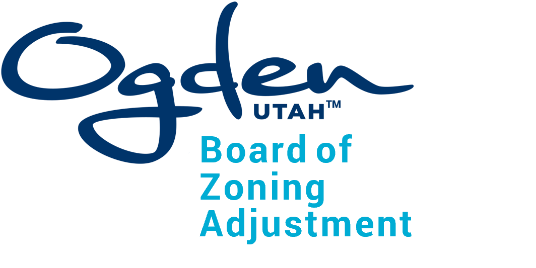 Ogden
UTAH™
Board of
Zoning
Adjustment